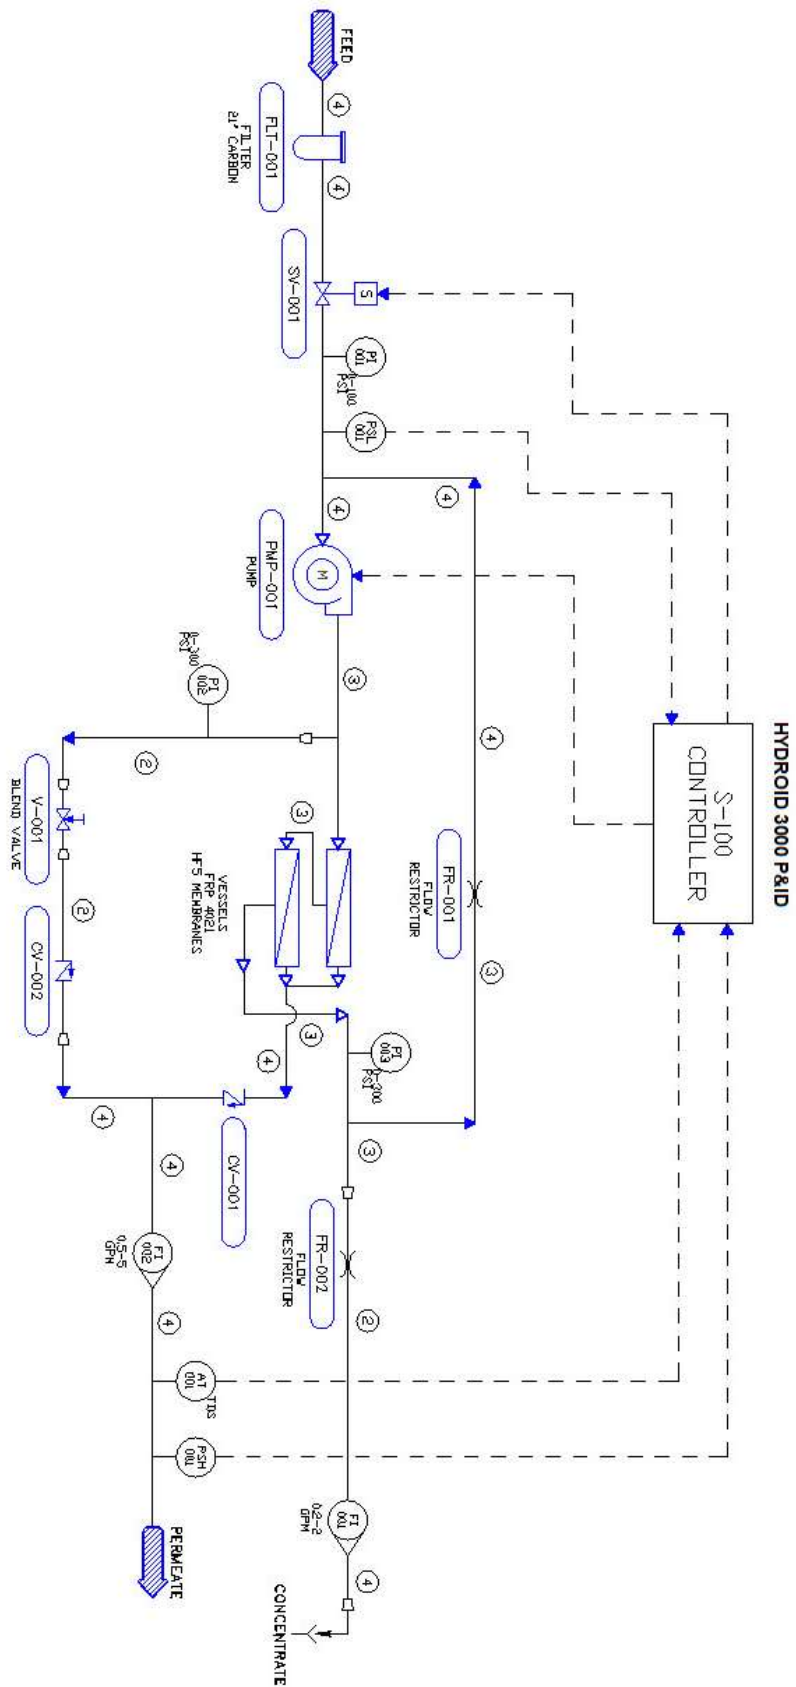 HYDROID 3000 P&ID
S-100
CONTROLLER
FEED
4
FLT-001
FILTER
21" CARBON
4
SV-001
S
PI
001
0-100
PSI
PSL
001
4
4
PMP-001
PUMP
M
3
4
FR-001
FLOW
RESTRICTOR
3
PI
002
0-300
PSI
2
V-001
BLEND VALVE
2
CV-002
3
VESSELS
FRP 4021
HF5 MEMBRANES
3
4
PI
003
0-300
PSI
3
FR-002
FLOW
RESTRICTOR
2
FI
001
0.2-2
GPM
4
CONCENTRATE
CV-001
4
4
FI
002
0.5-5
GPM
4
AT
001
TDS
PSH
001
PERMEATE